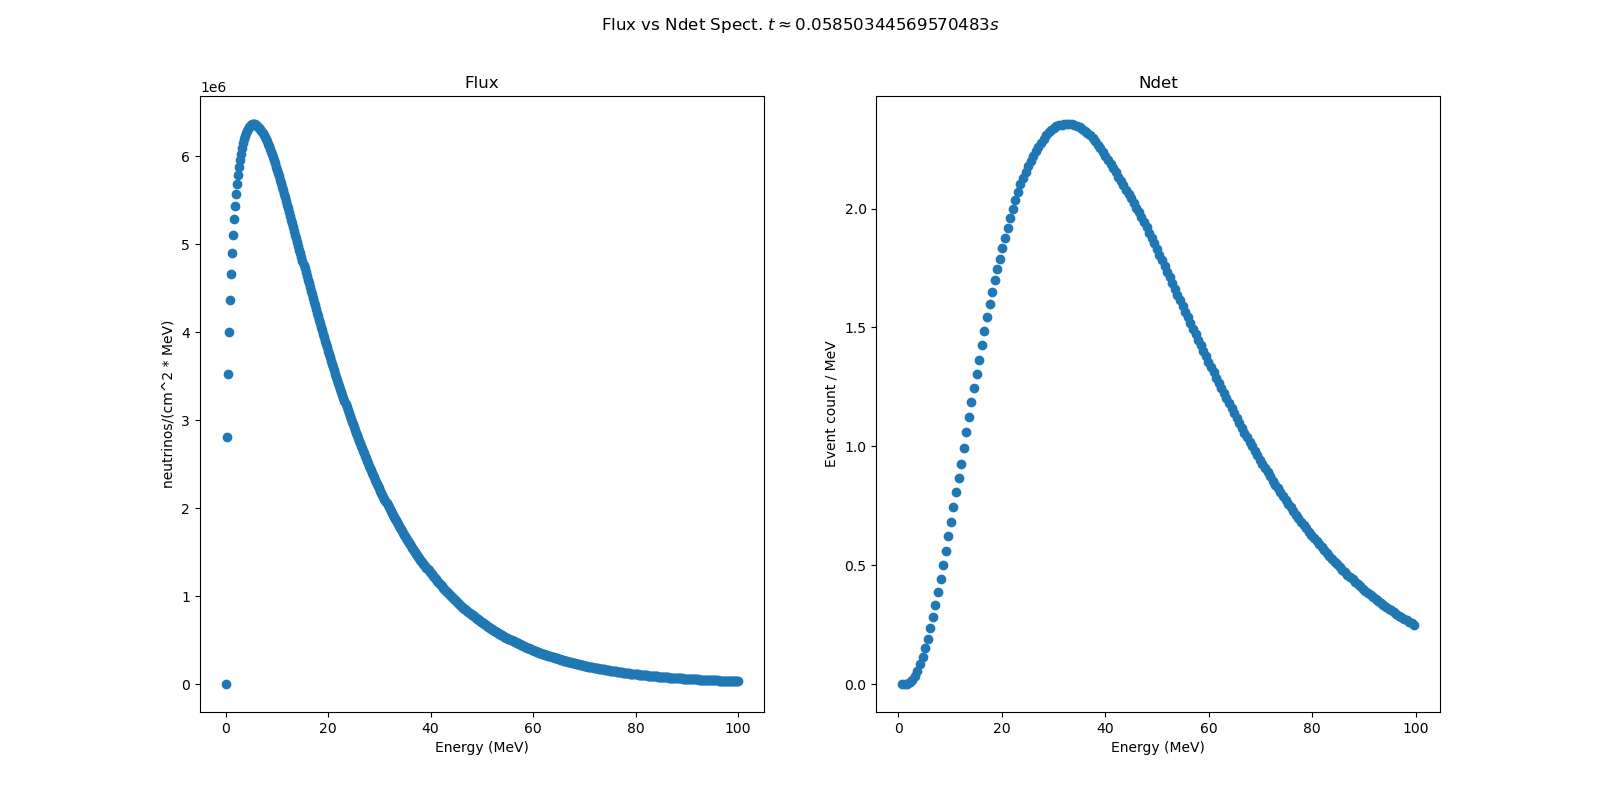 Flux vs Ndet Spect. t ≈ 0.05850344569570483s
Flux
1e6
neutrinos/(cm^2 * MeV)
6
5
4
3
2
1
0
0 20 40 60 80 100
Energy (MeV)
Ndet
Event count / MeV
2.0
1.5
1.0
0.5
0.0
0 20 40 60 80 100
Energy (MeV)